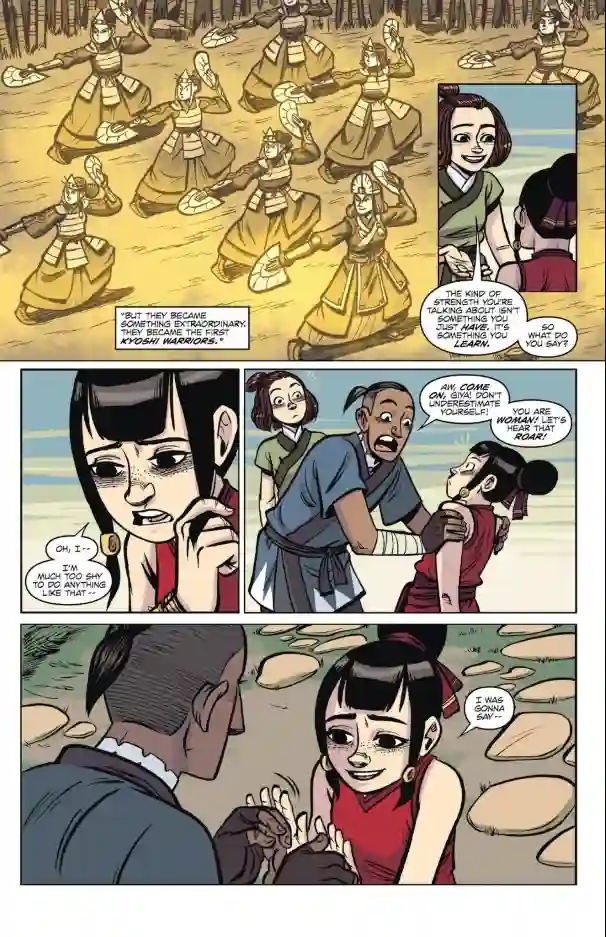 "BUT THEY BECAME
SOMETHING EXTRAORDINARY.
THEY BECAME THE FIRST
KYOSHI WARRIORS."
THE KIND OF
STRENGTH YOU'RE
TALKING ABOUT ISN'T
SOMETHING YOU
JUST HAVE. IT'S
SOMETHING YOU
LEARN.
SO
WHAT DO
YOU SAY?
OH, I--
I'M
MUCH TOO SHY
TO DO ANYTHING
LIKE THAT--
AW, COME
ON, GIYA! DON'T
UNDERESTIMATE
YOURSELF!
YOU ARE
WOMAN! LET'S
HEAR THAT
ROAR!
I WAS
GONNA
SAY--